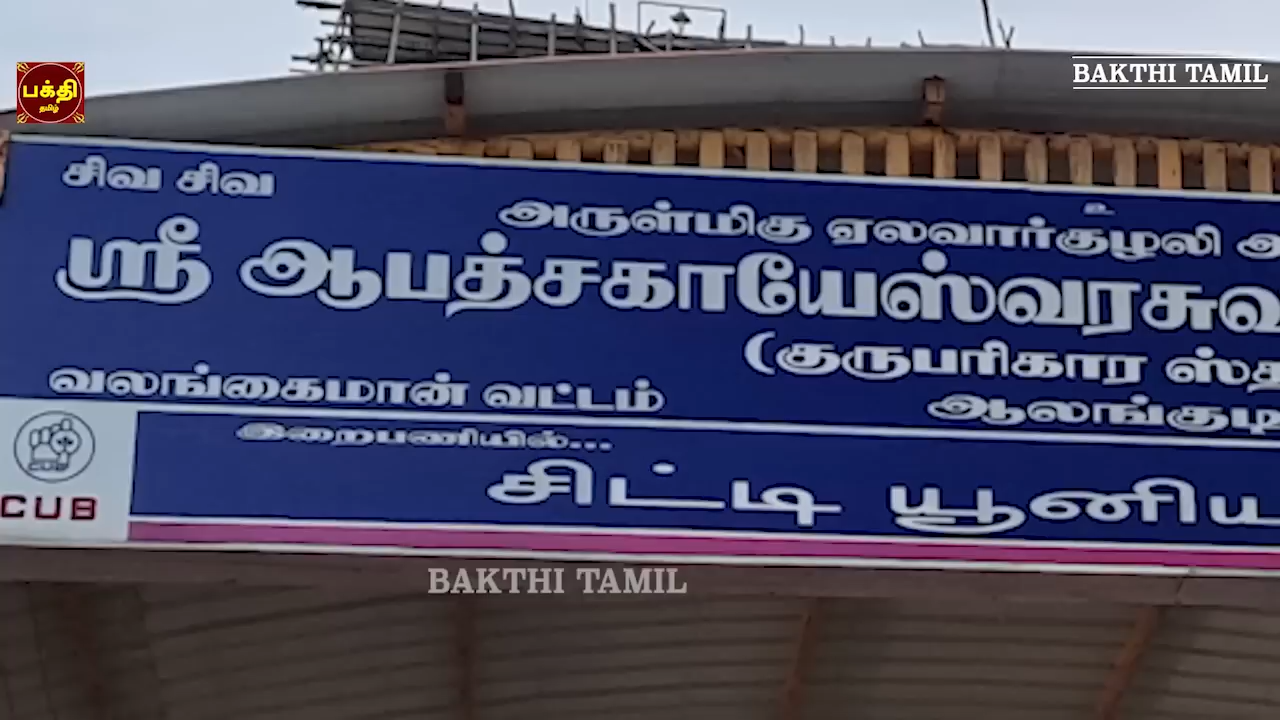 BAKTHI TAMIL
பக்தி
தமிழ்
சிவ சிவ
உ
அருள்மிகு ஏலவார்குழலி
ஸ்ரீ ஆபத்சகாயேஸ்வரசுவ
(குருபரிகார ஸ்த
வலங்கைமான் வட்டம்
ஆலங்குடி
இறைபணியில்...
CUB
CUB
சிட்டி யூனிய
BAKTHI TAMIL